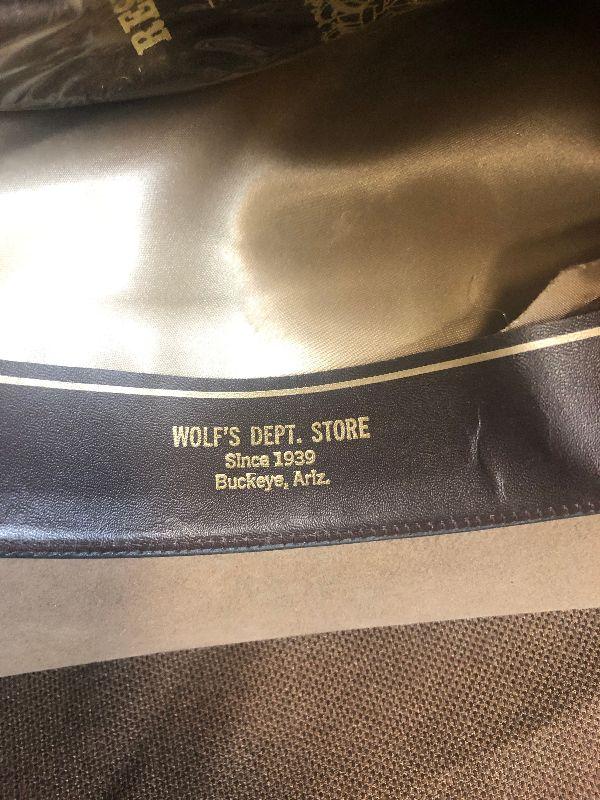 WOLF'S DEPT. STORE
Since 1939
Buckeye, Ariz.